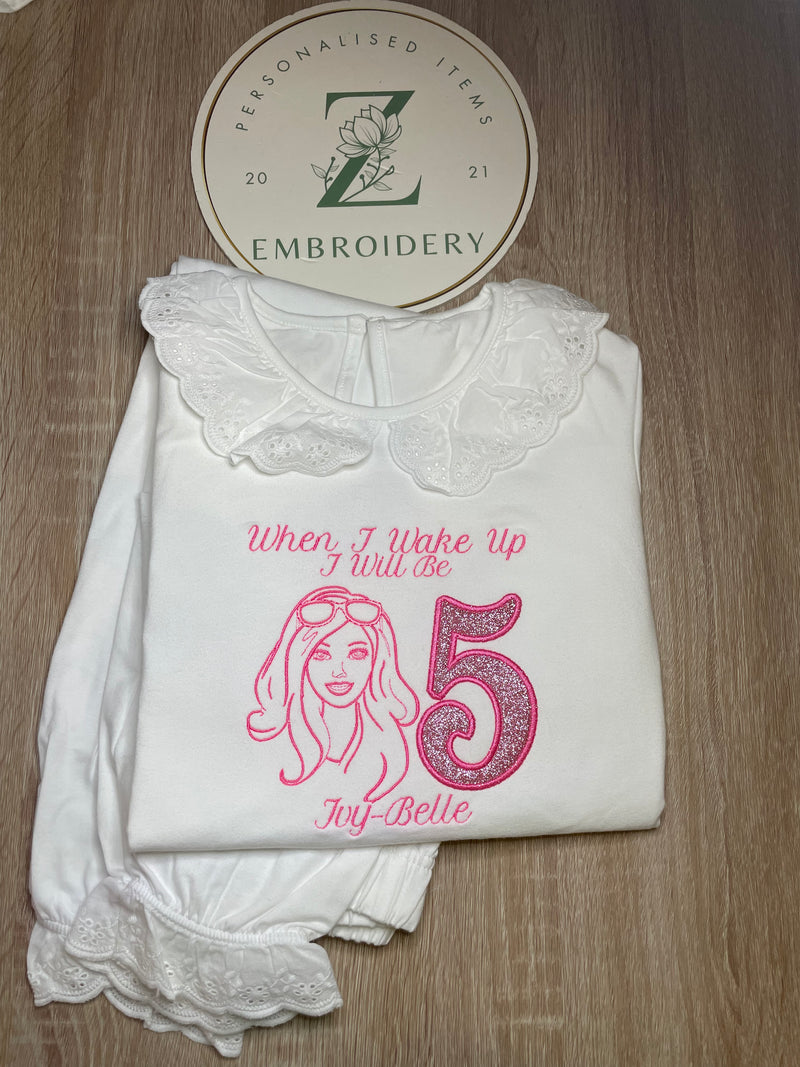 PERSONALISED ITEMS
Z
20 21
EMBROIDERY
When I Wake Up
I Will Be
5
Ivy-Belle